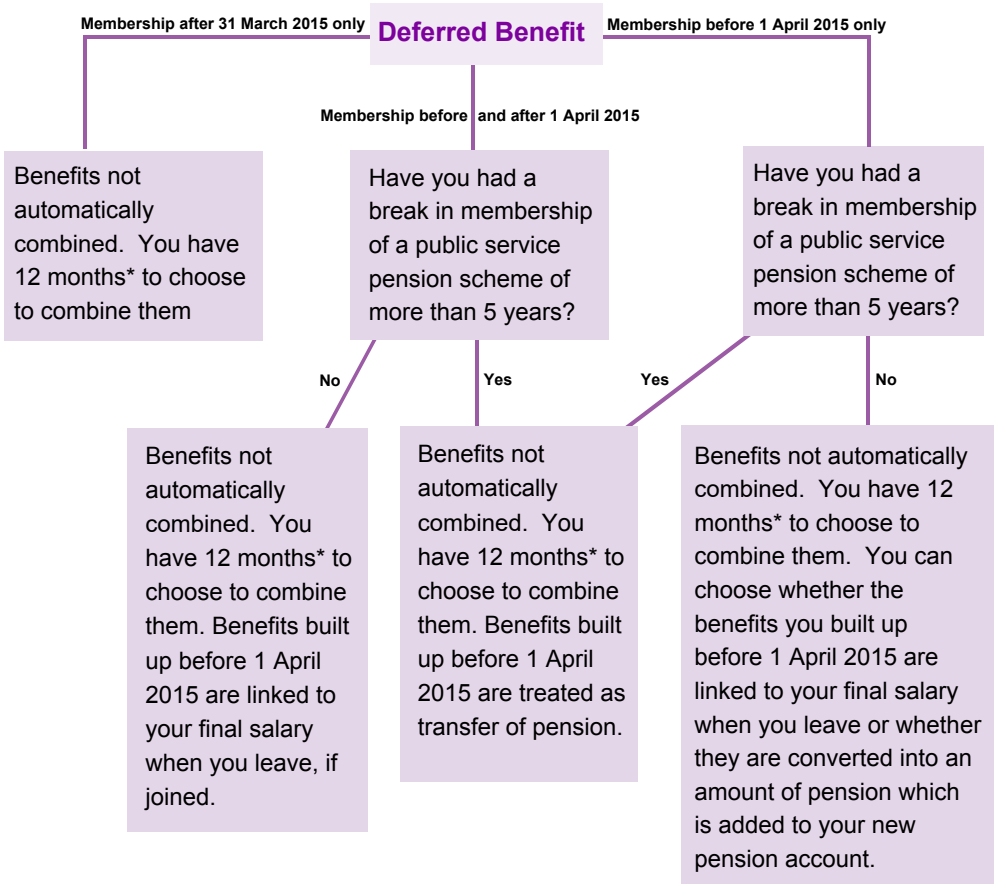 Membership after 31 March 2015 only
Deferred Benefit
Membership before 1 April 2015 only
Membership before and after 1 April 2015
Benefits not
automatically
combined. You have
12 months* to choose
to combine them
Have you had a
break in membership
of a public service
pension scheme of
more than 5 years?
Have you had a
break in membership
of a public service
pension scheme of
more than 5 years?
No
Yes
Yes
No
Benefits not
automatically
combined. You
have 12 months* to
choose to combine
them. Benefits built
up before 1 April
2015 are linked to
your final salary
when you leave, if
joined.
Benefits not
automatically
combined. You
have 12 months* to
choose to combine
them. Benefits built
up before 1 April
2015 are treated as
transfer of pension.
Benefits not automatically
combined. You have 12
months* to choose to
combine them. You can
choose whether the
benefits you built up
before 1 April 2015 are
linked to your final salary
when you leave or whether
they are converted into an
amount of pension which
is added to your new
pension account.